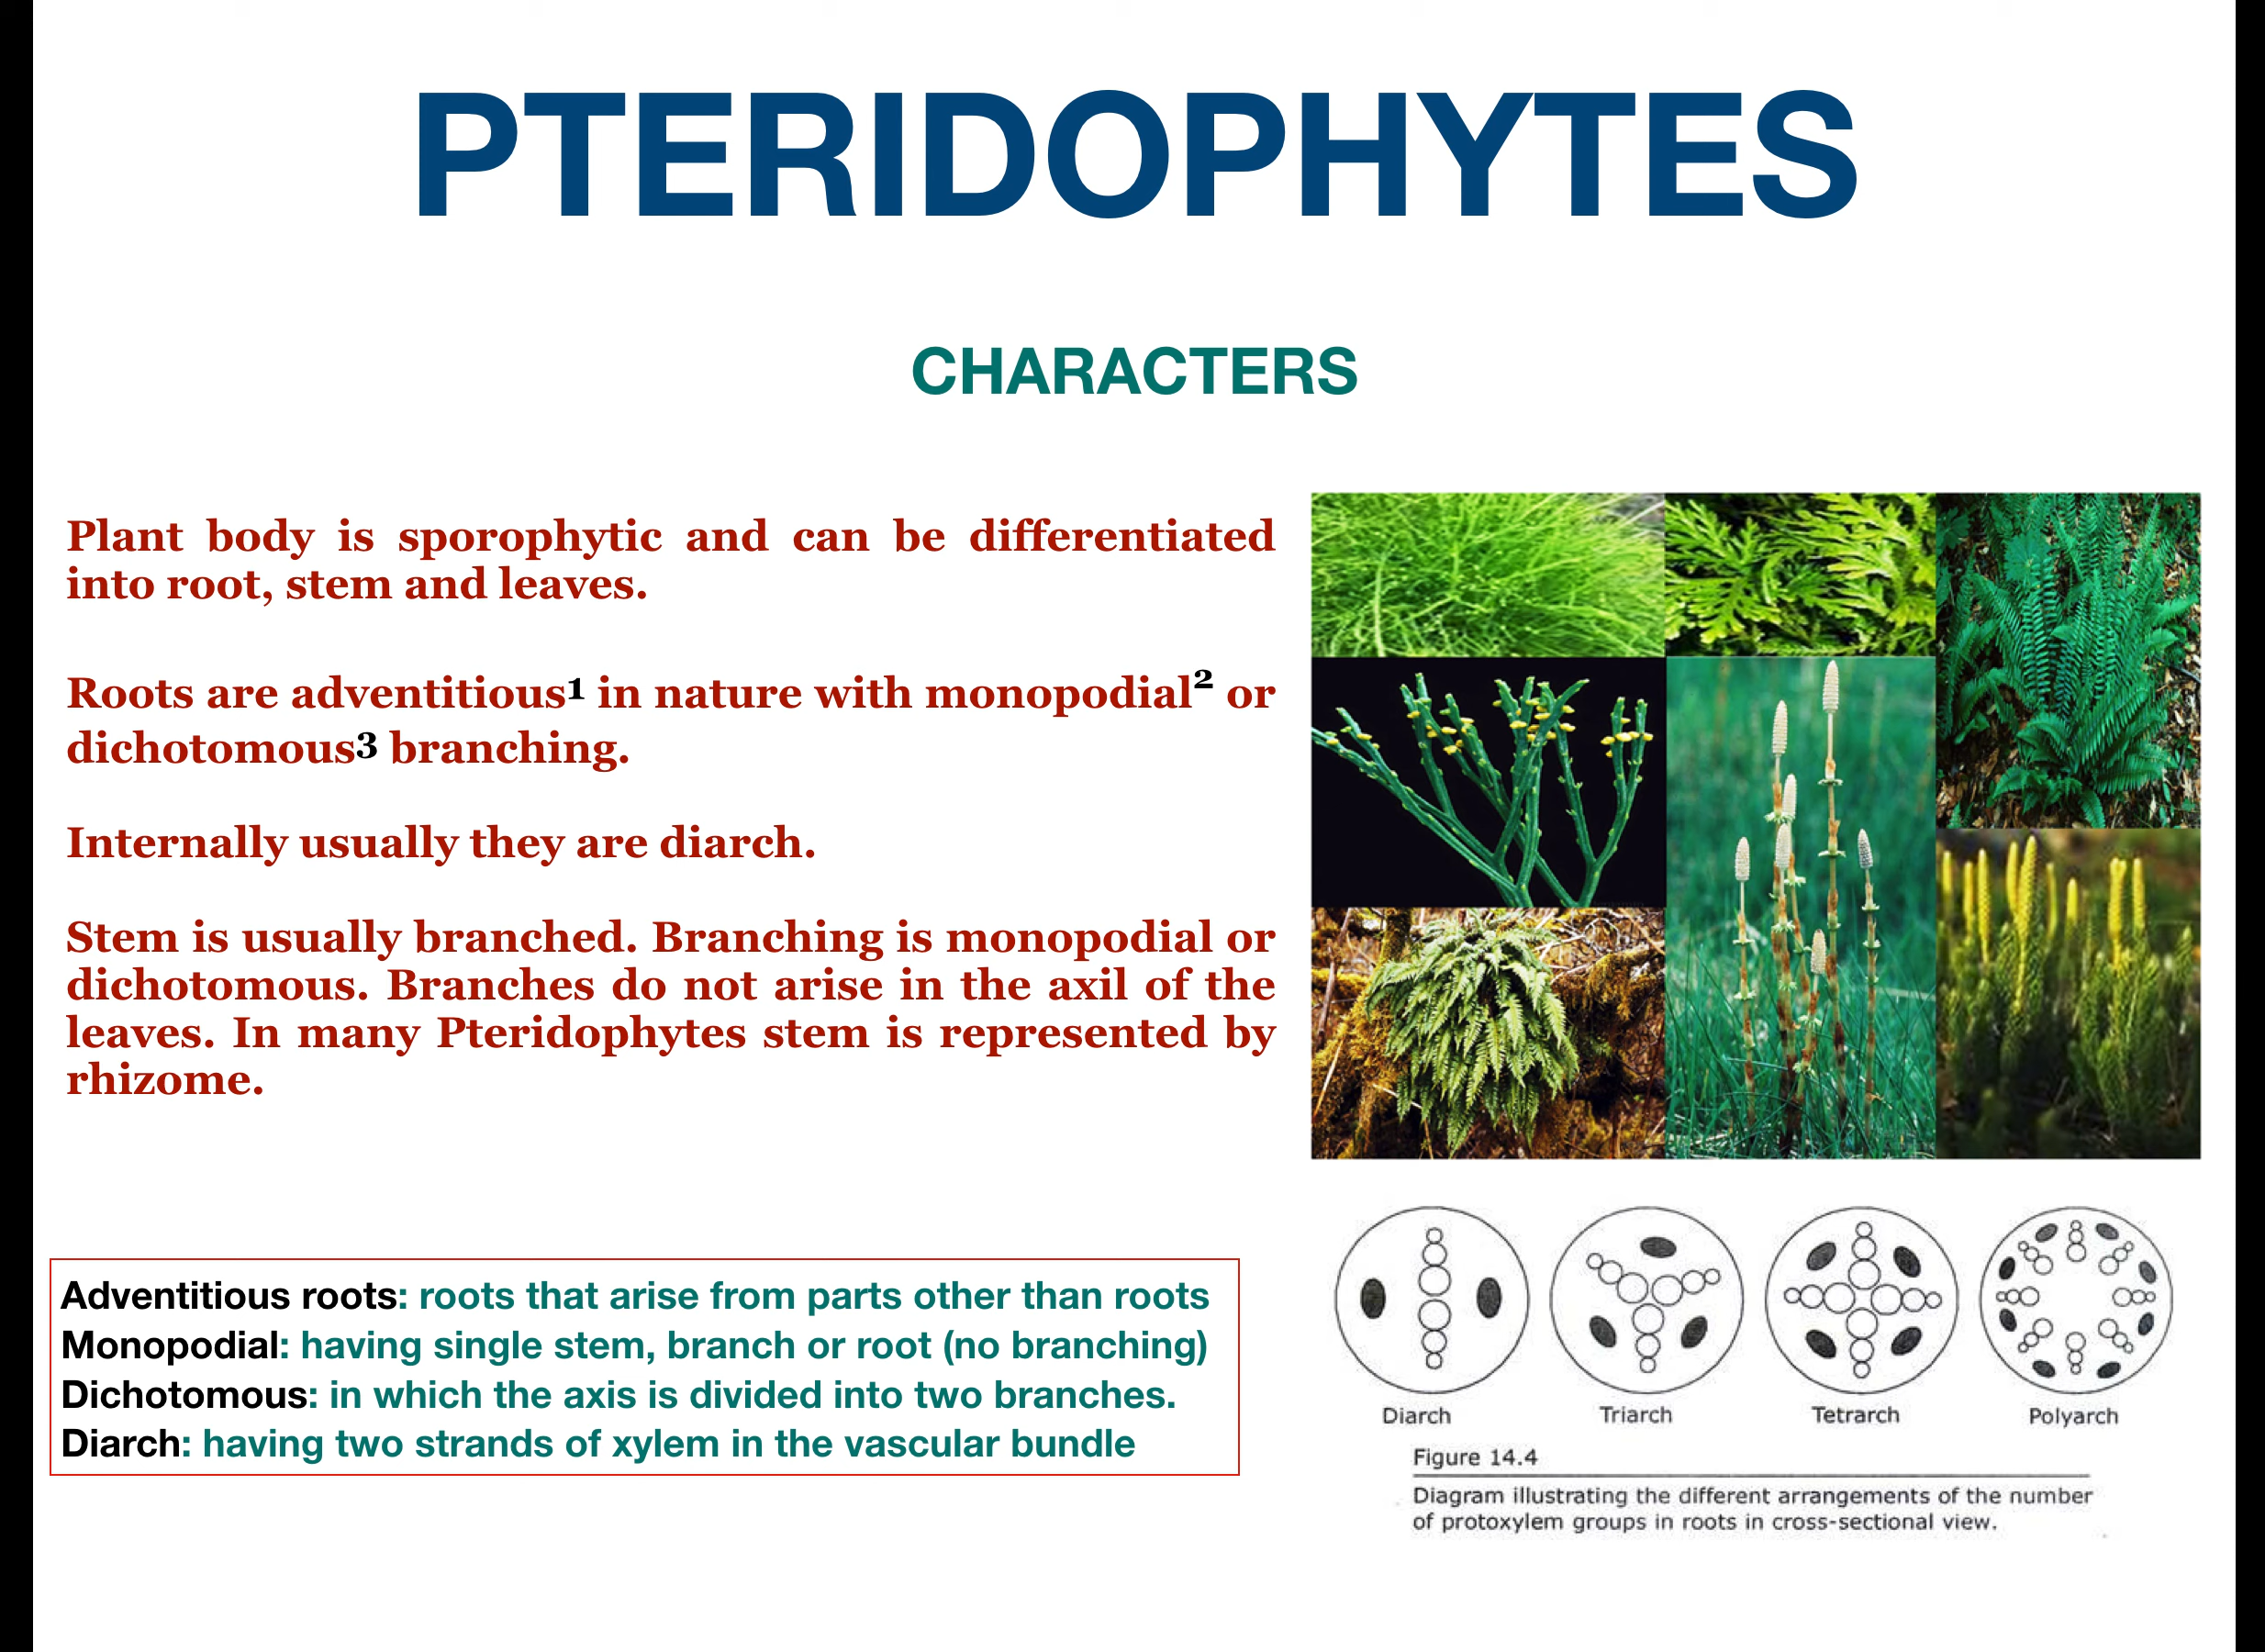 PTERIDOPHYTES
CHARACTERS
Plant body is sporophytic and can be differentiated
into root, stem and leaves.
Roots are adventitious¹ in nature with monopodial² or
dichotomous³ branching.
Internally usually they are diarch.
Stem is usually branched. Branching is monopodial or
dichotomous. Branches do not arise in the axil of the
leaves. In many Pteridophytes stem is represented by
rhizome.
Adventitious roots: roots that arise from parts other than roots
Monopodial: having single stem, branch or root (no branching)
Dichotomous: in which the axis is divided into two branches.
Diarch: having two strands of xylem in the vascular bundle
Diarch Triarch Tetrarch Polyarch
Figure 14.4
Diagram illustrating the different arrangements of the number
of protoxylem groups in roots in cross-sectional view.